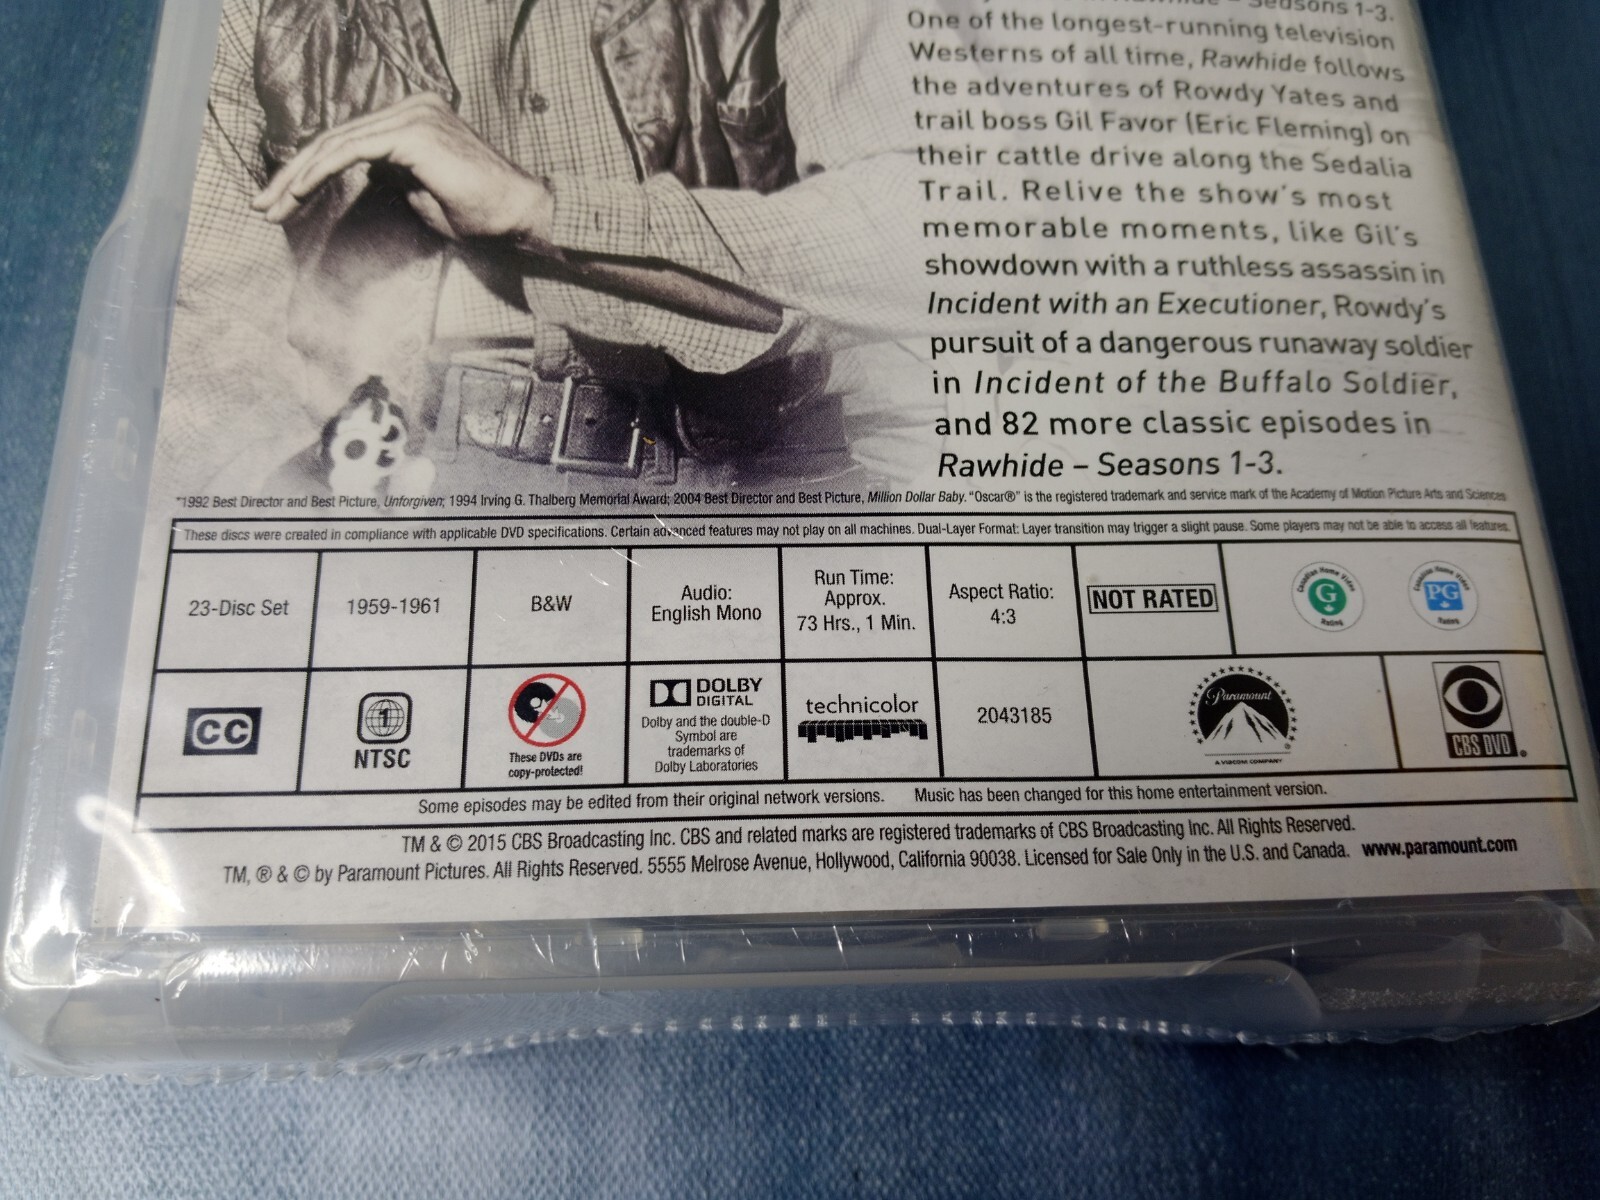 Seasons 1-3.
One of the longest-running television
Westerns of all time, Rawhide follows
the adventures of Rowdy Yates and
trail boss Gil Favor (Eric Fleming) on
their cattle drive along the Sedalia
Trail. Relive the show's most
memorable moments, like Gil's
showdown with a ruthless assassin in
Incident with an Executioner, Rowdy's
pursuit of a dangerous runaway soldier
in Incident of the Buffalo Soldier,
and 82 more classic episodes in
Rawhide – Seasons 1-3.
*1992 Best Director and Best Picture, Unforgiven; 1994 Irving G. Thalberg Memorial Award; 2004 Best Director and Best Picture, Million Dollar Baby. "Oscar®" is the registered trademark and service mark of the Academy of Motion Picture Arts and Sciences
These discs were created in compliance with applicable DVD specifications. Certain advanced features may not play on all machines. Dual-Layer Format: Layer transition may trigger a slight pause. Some players may not be able to access all features.
23-Disc Set
1959-1961
B&W
Audio:
English Mono
Run Time:
Approx.
73 Hrs., 1 Min.
Aspect Ratio:
4:3
NOT RATED
Canadian Home Video
G
Rated
Canadian Home Video
PG
Rated
CC
1
NTSC
These DVDs are
copy-protected!
DOLBY
DIGITAL
Dolby and the double-D
Symbol are
trademarks of
Dolby Laboratories
technicolor
2043185
Paramount
A VIACOM COMPANY
CBS DVD
Some episodes may be edited from their original network versions. Music has been changed for this home entertainment version.
TM & © 2015 CBS Broadcasting Inc. CBS and related marks are registered trademarks of CBS Broadcasting Inc. All Rights Reserved.
TM, ® & © by Paramount Pictures. All Rights Reserved. 5555 Melrose Avenue, Hollywood, California 90038. Licensed for Sale Only in the U.S. and Canada. www.paramount.com